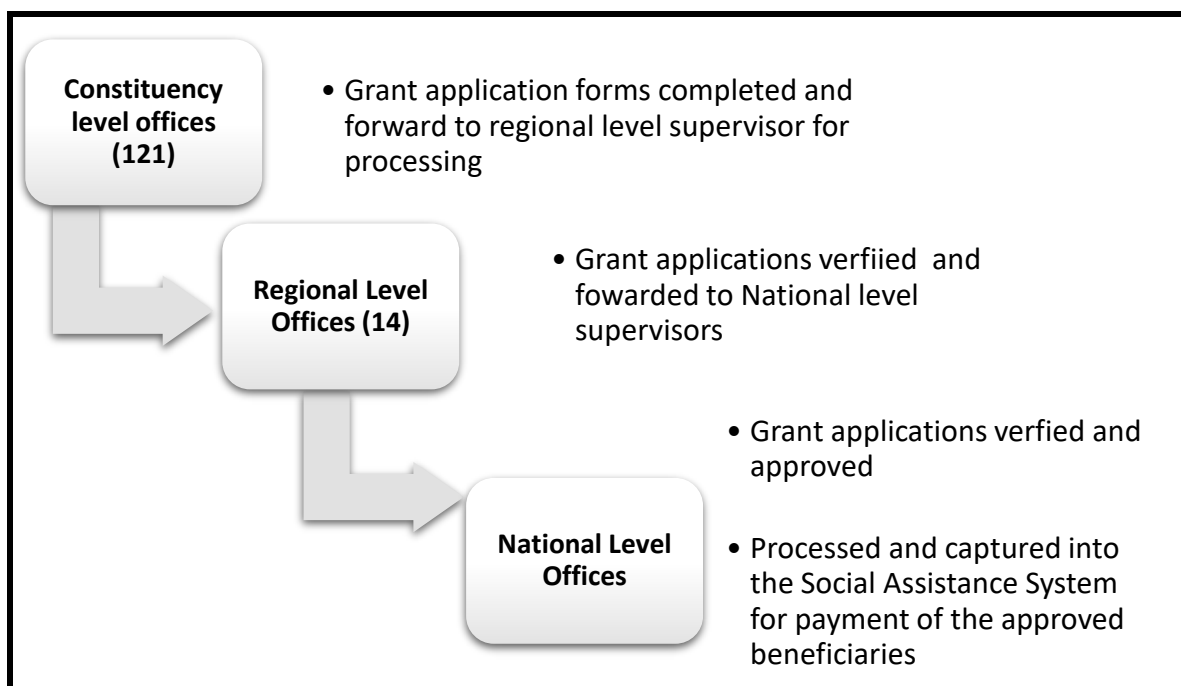 Constituency
level offices
(121)
• Grant application forms completed and
forward to regional level supervisor for
processing
Regional Level
Offices (14)
• Grant applications verfiied and
fowarded to National level
supervisors
National Level
Offices
• Grant applications verfied and
approved
• Processed and captured into
the Social Assistance System
for payment of the approved
beneficiaries